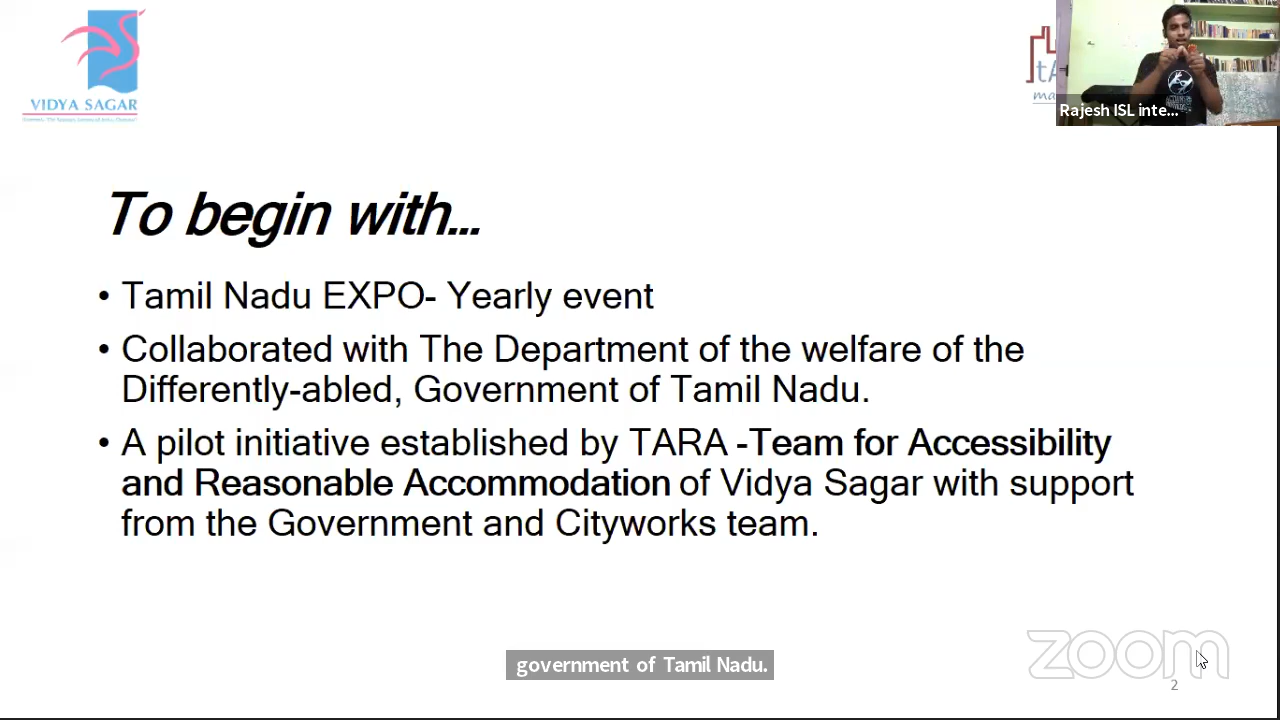 VIDYA SAGAR
tA
ma
Rajesh ISL inte...
To begin with...
• Tamil Nadu EXPO- Yearly event
• Collaborated with The Department of the welfare of the
Differently-abled, Government of Tamil Nadu.
• A pilot initiative established by TARA -Team for Accessibility
and Reasonable Accommodation of Vidya Sagar with support
from the Government and Cityworks team.
government of Tamil Nadu.
zoom
2